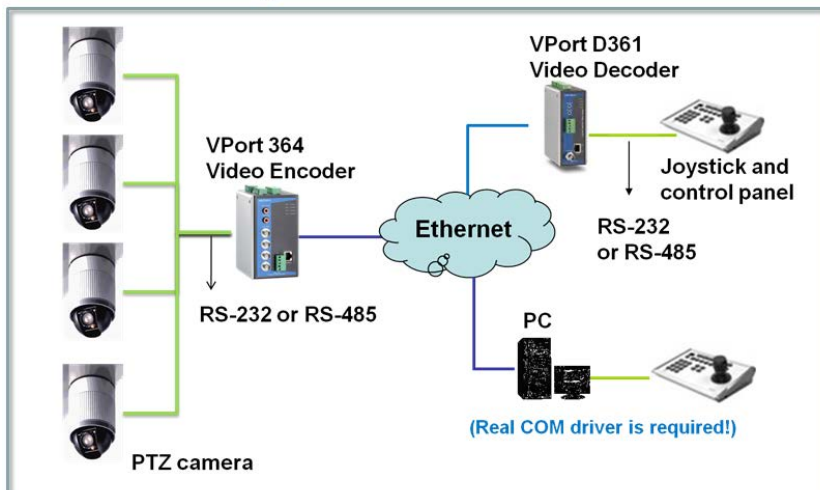 VPort D361
Video Decoder
VPort 364
Video Encoder
Joystick and
control panel
Ethernet
RS-232
or RS-485
RS-232 or RS-485
PC
(Real COM driver is required!)
PTZ camera